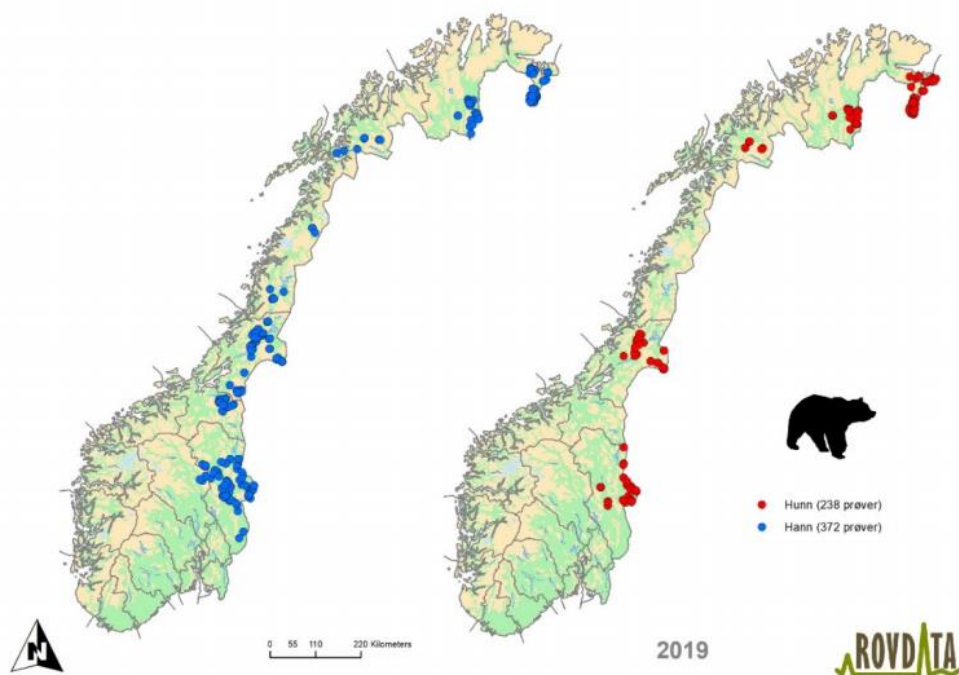 Hunn (238 prøver)
Hann (372 prøver)
N
0 55 110 220 Kilometers
2019
ROVDATA